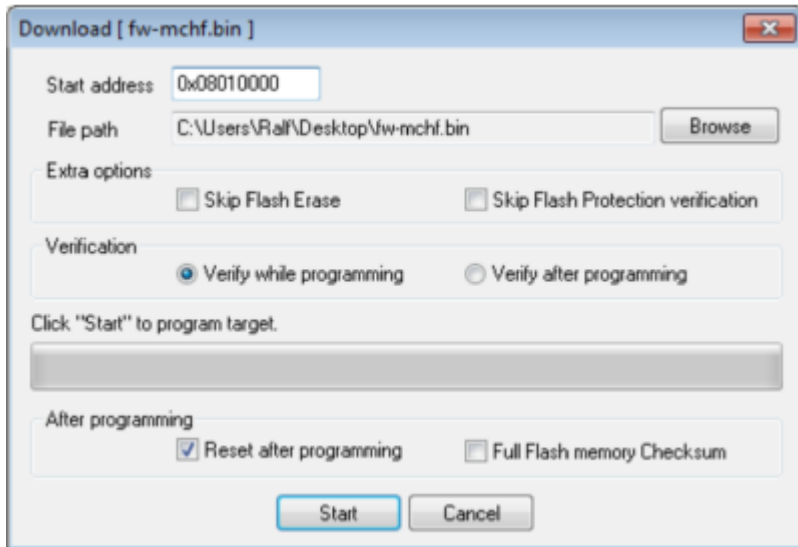 Download [ fw-mchf.bin ]
Start address 0x08010000
File path C:\Users\Ralf\Desktop\fw-mchf.bin Browse
Extra options
Skip Flash Erase Skip Flash Protection verification
Verification
Verify while programming Verify after programming
Click "Start" to program target.
After programming
Reset after programming Full Flash memory Checksum
Start Cancel